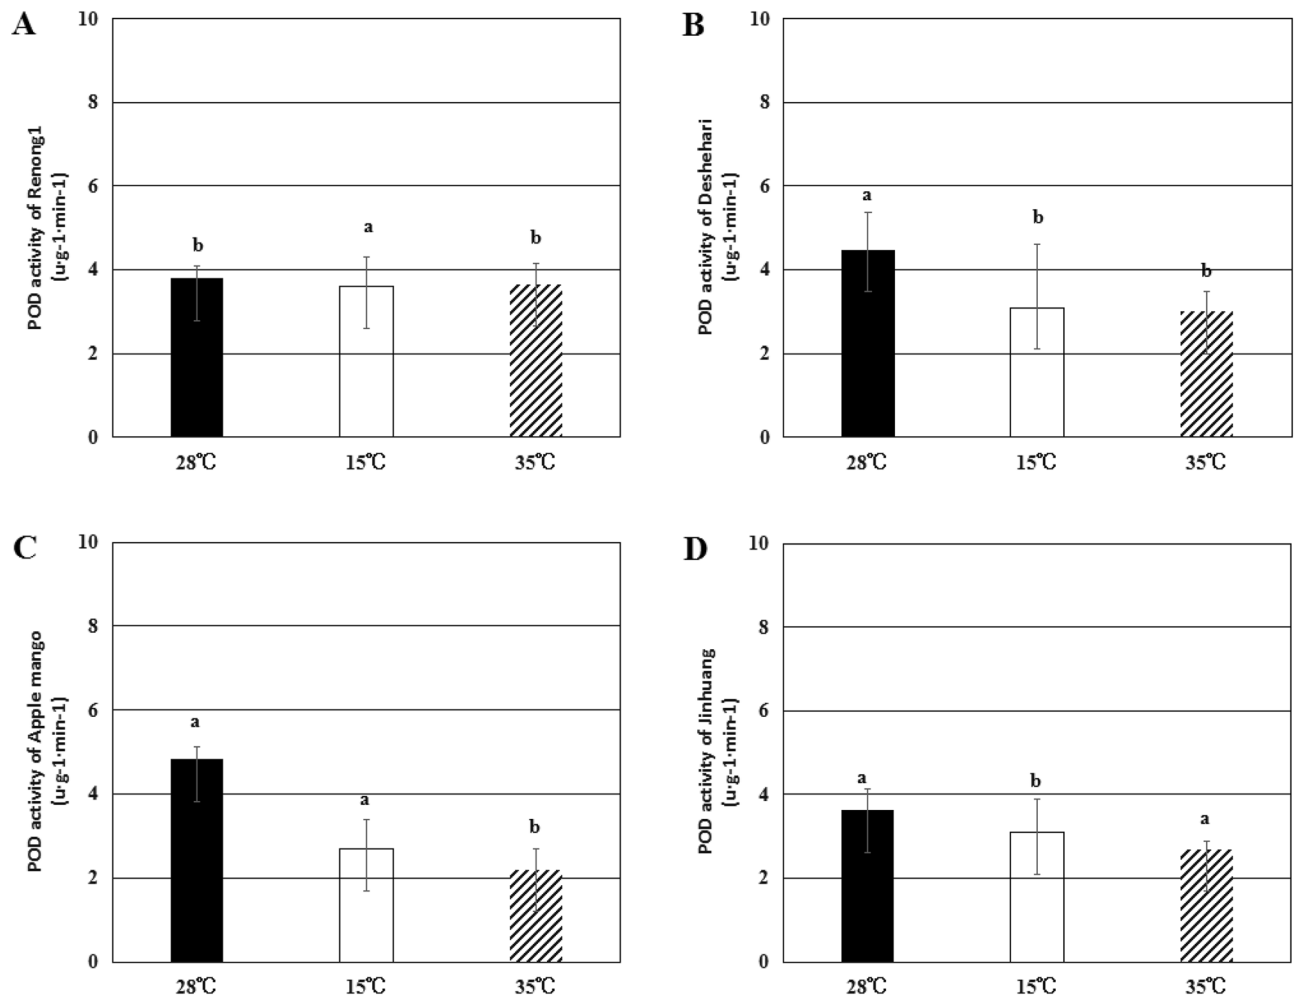 A
POD activity of Renong1
(u·g-1·min-1)
10
8
6
4
2
0
b
a
b
28℃ 15℃ 35℃
B
POD activity of Deshehari
(u·g-1·min-1)
10
8
6
4
2
0
a
b
b
28℃ 15℃ 35℃
C
POD activity of Apple mango
(u·g-1·min-1)
10
8
6
4
2
0
a
a
b
28℃ 15℃ 35℃
D
POD activity of Jinhuang
(u·g-1·min-1)
10
8
6
4
2
0
a
b
a
28℃ 15℃ 35℃